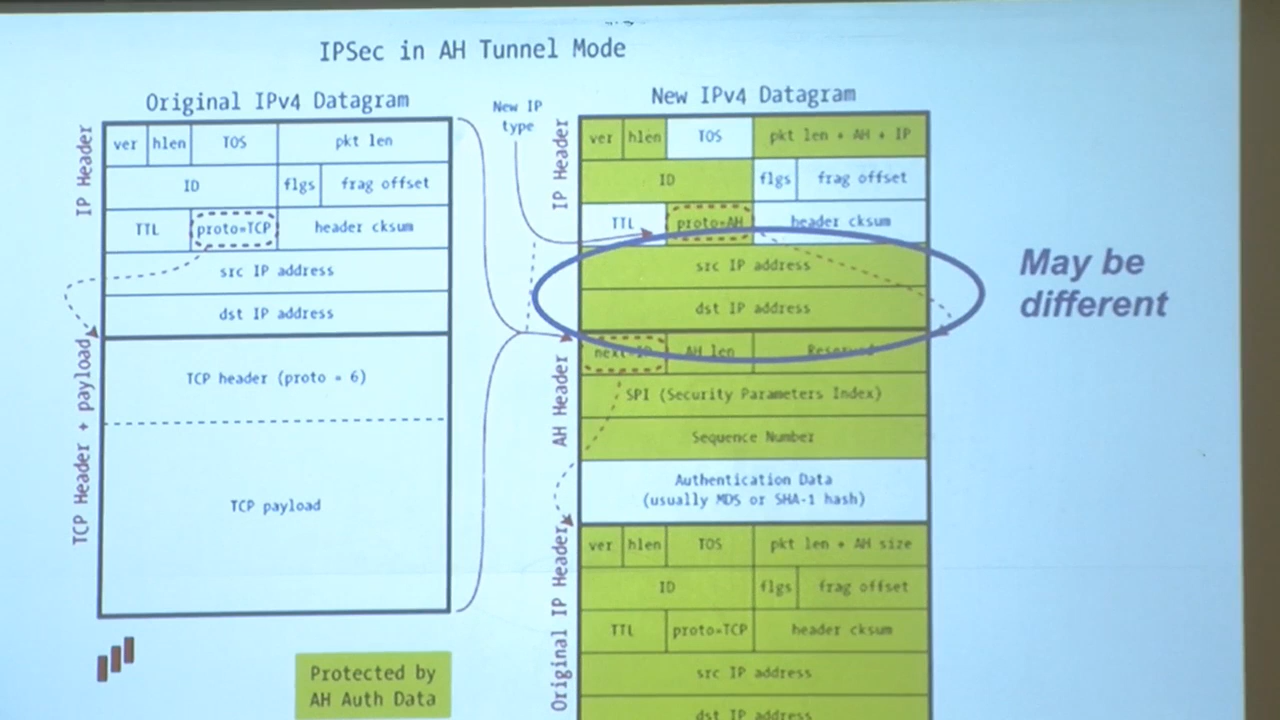 IPSec in AH Tunnel Mode
Original IPv4 Datagram
IP Header
ver hlen TOS pkt len
ID flgs frag offset
TTL proto=TCP header cksum
src IP address
dst IP address
TCP Header + payload
TCP header (proto = 6)
TCP payload
Protected by
AH Auth Data
New IP
type
New IPv4 Datagram
IP Header
ver hlen TOS pkt len + AH + IP
ID flgs frag offset
TTL proto=AH header cksum
src IP address
dst IP address
May be
different
AH Header
next=IP AH len Reserved
SPI (Security Parameters Index)
Sequence Number
Authentication Data
(usually MD5 or SHA-1 hash)
Original IP Header
ver hlen TOS pkt len + AH size
ID flgs frag offset
TTL proto=TCP header cksum
src IP address
dst IP address